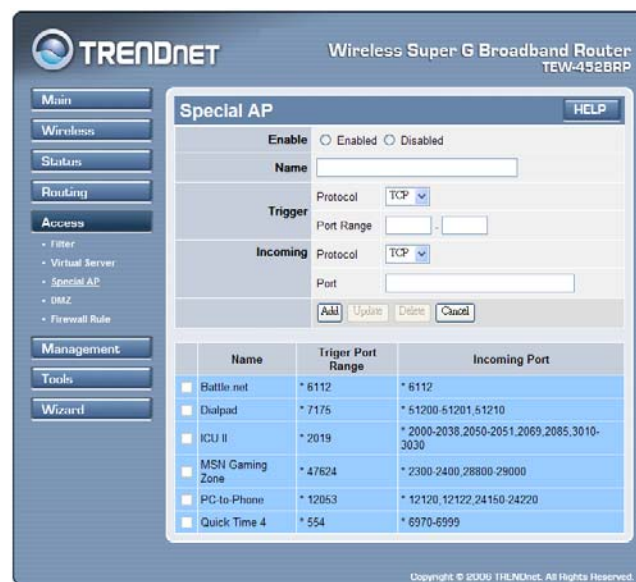 TRENDNET
Wireless Super G Broadband Router
TEW-452BRP
Main
Wireless
Status
Routing
Access
Filter
Virtual Server
Special AP
DMZ
Firewall Rule
Management
Tools
Wizard
Special AP HELP
Enable Enabled Disabled
Name
Trigger
Protocol TCP
Port Range -
Incoming Protocol TCP
Port
Add Update Delete Cancel
Name Triger Port Range Incoming Port
Battle.net * 6112 * 6112
Dialpad * 7175 * 51200-51201,51210
ICU II * 2019 * 2000-2038,2050-2051,2069,2085,3010-3030
MSN Gaming Zone * 47624 * 2300-2400,28800-29000
PC-to-Phone * 12053 * 12120,12122,24150-24220
Quick Time 4 * 554 * 6970-6999
Copyright © 2006 TRENDnet. All Rights Reserved.